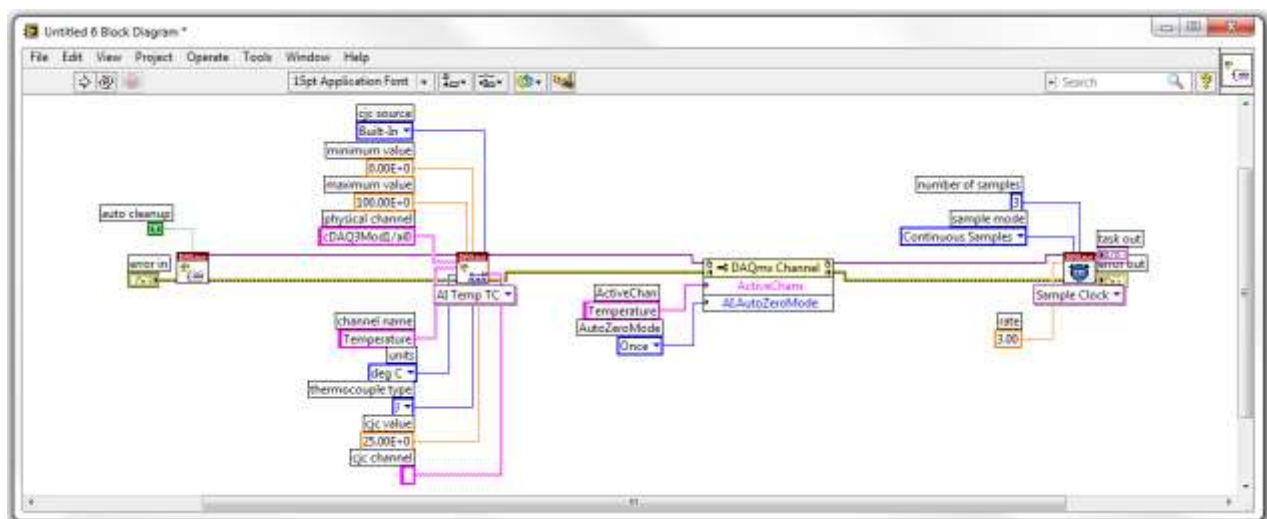 Untitled 6 Block Diagram *
File Edit View Project Operate Tools Window Help
15pt Application Font
Search
cjc source
Built-In
minimum value
0.00E+0
maximum value
100.00E+0
physical channel
cDAQ3Mod1/ai0
auto cleanup
error in
AI Temp TC
channel name
Temperature
units
deg C
thermocouple type
J
cjc value
25.00E+0
cjc channel
DAQmx Channel
ActiveChans
AI.AutoZeroMode
ActiveChan
Temperature
AutoZeroMode
Once
number of samples
3
sample mode
Continuous Samples
task out
error out
Sample Clock
rate
3.00